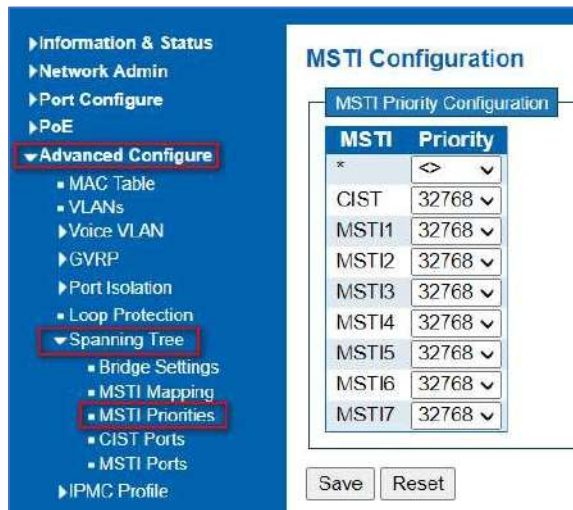 Information & Status
Network Admin
Port Configure
PoE
Advanced Configure
MAC Table
VLANs
Voice VLAN
GVRP
Port Isolation
Loop Protection
Spanning Tree
Bridge Settings
MSTI Mapping
MSTI Priorities
CIST Ports
MSTI Ports
IPMC Profile
MSTI Configuration
MSTI Priority Configuration
MSTI Priority
* <>
CIST 32768
MSTI1 32768
MSTI2 32768
MSTI3 32768
MSTI4 32768
MSTI5 32768
MSTI6 32768
MSTI7 32768
Save Reset